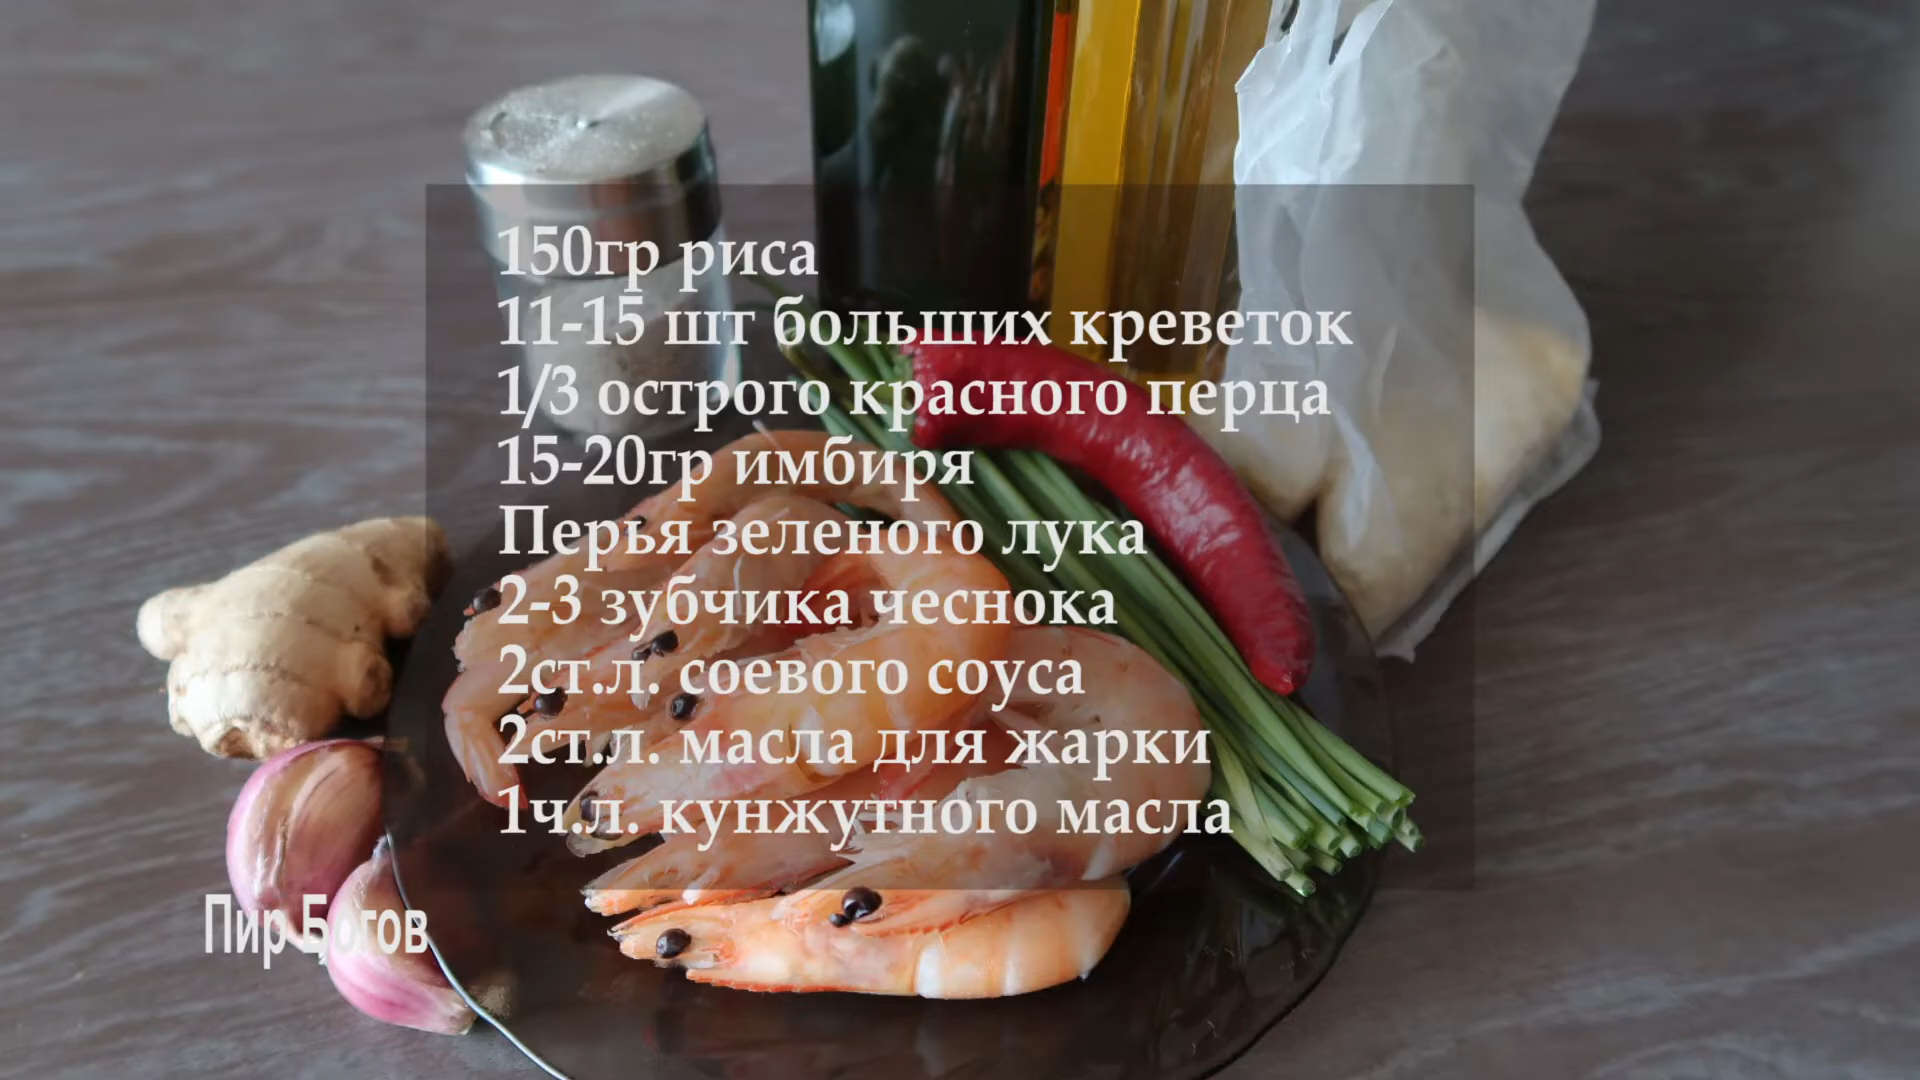 150гр риса
11-15 шт больших креветок
1/3 острого красного перца
15-20гр имбиря
Перья зеленого лука
2-3 зубчика чеснока
2ст.л. соевого соуса
2ст.л. масла для жарки
1ч.л. кунжутного масла
Пир Богов